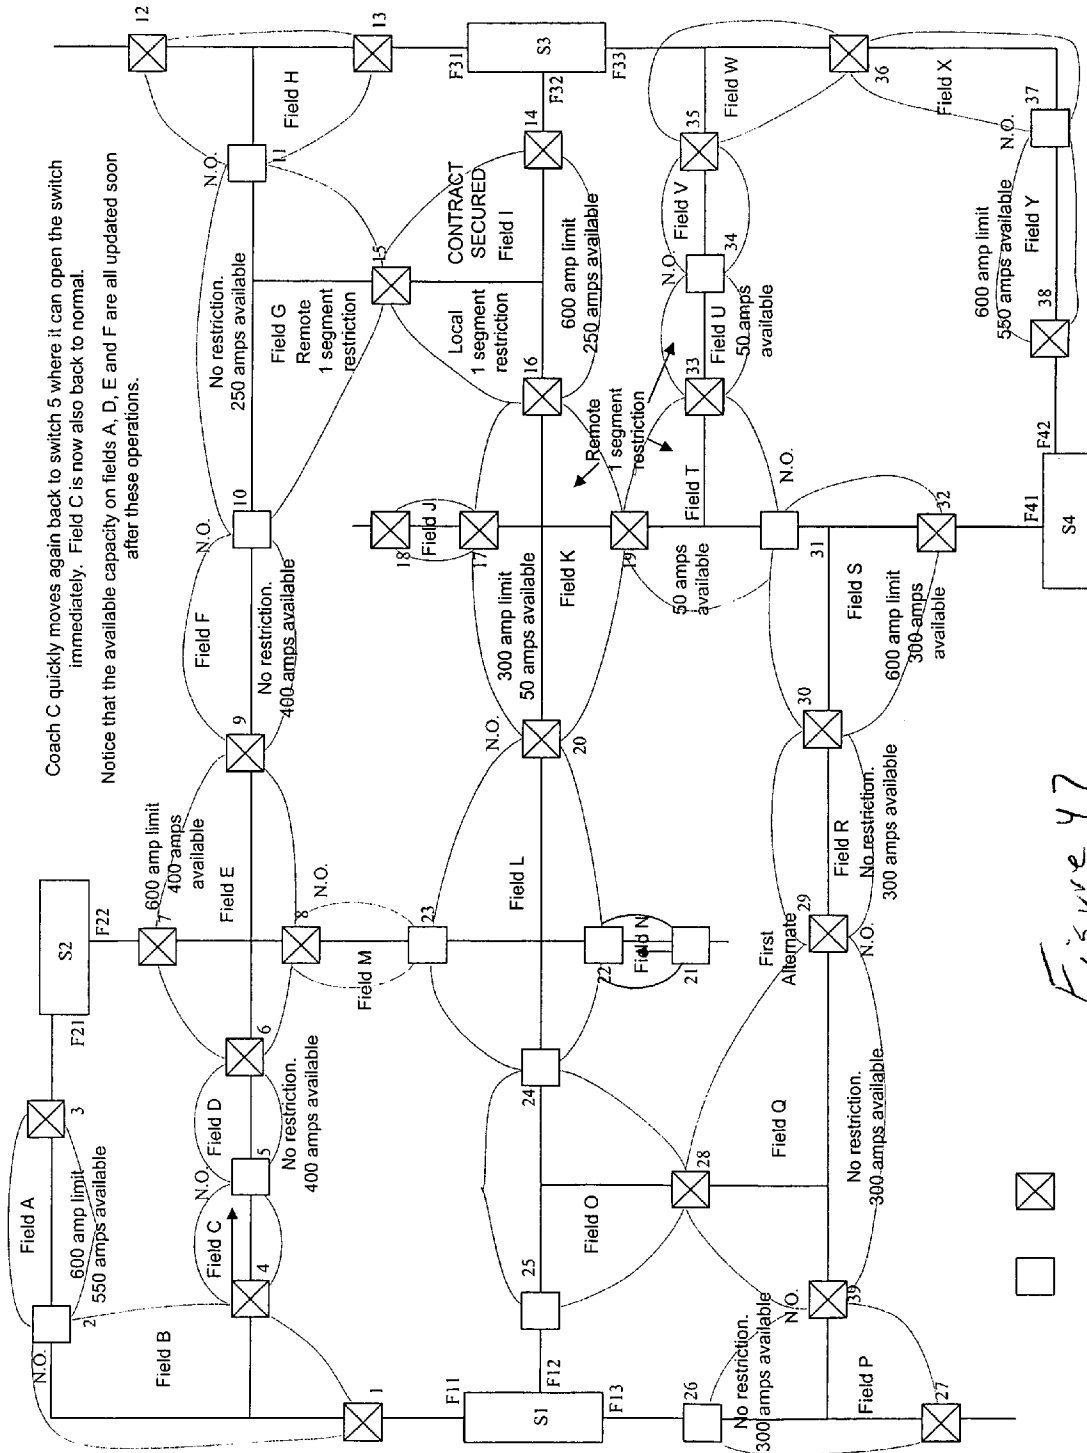 Coach C quickly moves again back to switch 5 where it can open the switch
immediately. Field C is now also back to normal.
Notice that the available capacity on fields A, D, E and F are all updated soon
after these operations.
12
13
N.O.
11
Field H
F31
S3
F32
F33
14
CONTRACT
SECURED
Field I
15
No restriction.
250 amps available
Field G
Remote
1 segment
restriction
Local
1 segment
restriction
600 amp limit
250 amps available
16
N.O.
10
Field F
No restriction.
400 amps available
9
600 amp limit
400 amps
available
7
Field E
8
N.O.
S2
F22
F21
3
Field A
600 amp limit
550 amps available
2
N.O.
Field B
Field C
4
N.O.
5
Field D
6
No restriction.
400 amps available
1
F11
S1
F12
F13
Field M
23
Field L
N.O.
20
300 amp limit
50 amps available
Field K
17
18
Field J
19
Remote
1 segment
restriction
22
Field N
21
24
25
Field O
28
Field Q
26
No restriction.
300 amps available
N.O.
39
Field P
27
No restriction.
300 amps available
First
Alternate
29
N.O.
Field R
No restriction.
300 amps available
30
Field S
600 amp limit
300 amps
available
31
N.O.
32
50 amps
available
Field T
33
Field U
50 amps
available
N.O.
34
Field V
35
Field W
36
Field X
37
N.O.
600 amp limit
550 amps available
Field Y
38
F42
F41
S4
Figure 47